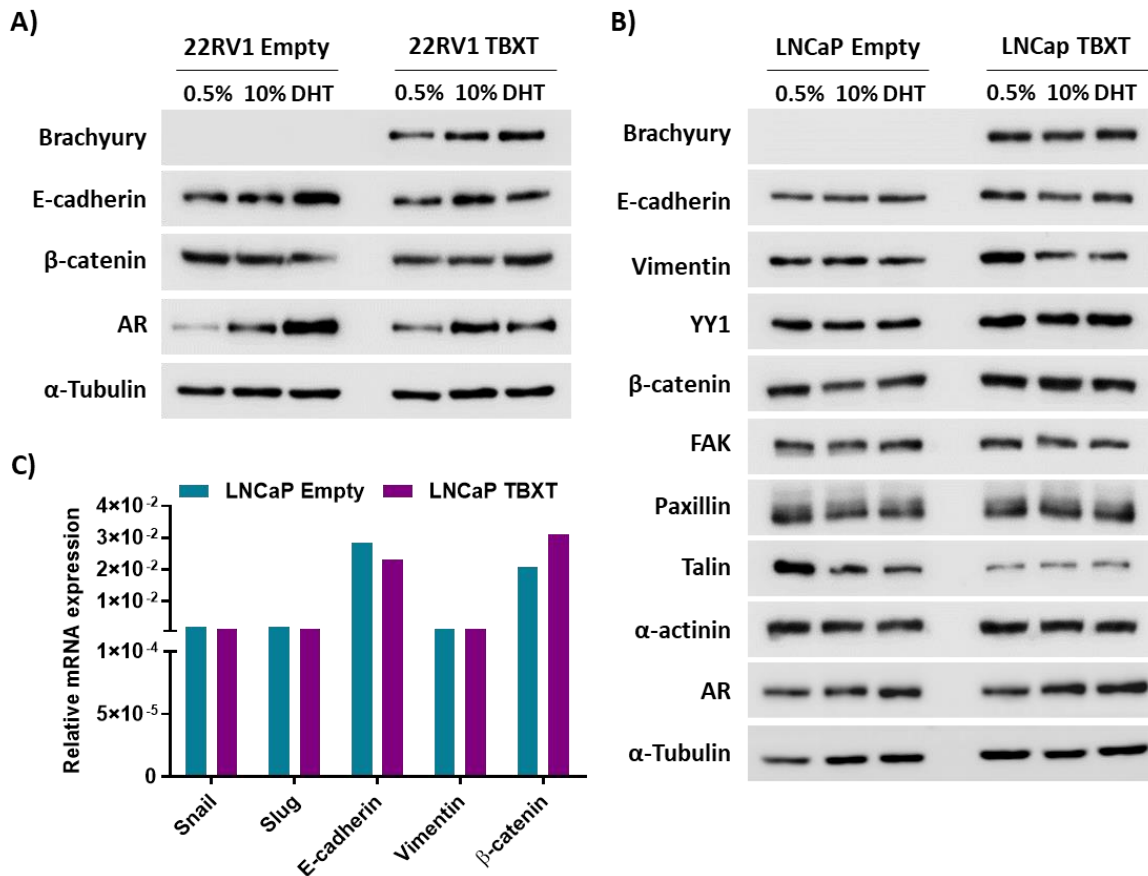 A)
22RV1 Empty 22RV1 TBXT
0.5% 10% DHT 0.5% 10% DHT
Brachyury
E-cadherin
β-catenin
AR
α-Tubulin
B)
LNCaP Empty LNCap TBXT
0.5% 10% DHT 0.5% 10% DHT
Brachyury
E-cadherin
Vimentin
YY1
β-catenin
FAK
Paxillin
Talin
α-actinin
AR
α-Tubulin
C)
LNCaP Empty LNCaP TBXT
Relative mRNA expression
4×10⁻²
3×10⁻²
2×10⁻²
1×10⁻²
1×10⁻⁴
5×10⁻⁵
0
Snail Slug E-cadherin Vimentin β-catenin